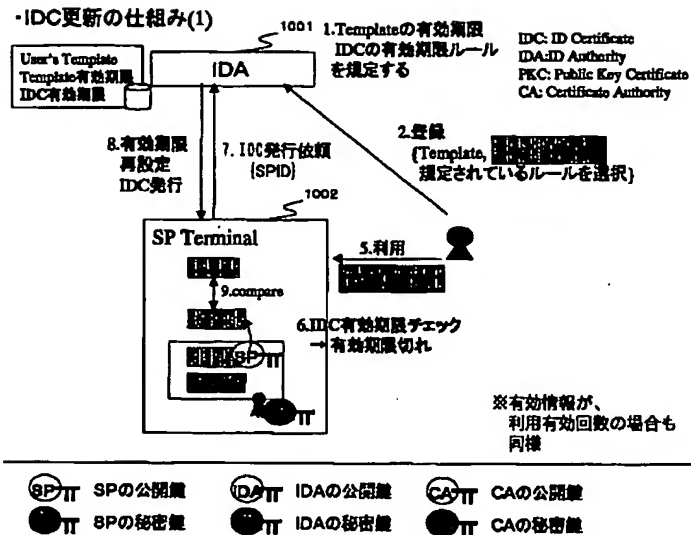 ・IDC更新の仕組み(1)
1001
1.Templateの有効期限
IDCの有効期限ルール
を規定する
IDC: ID Certificate
IDA:ID Authority
PKC: Public Key Certificate
CA: Certificate Authority
User's Template
Template有効期限
IDC有効期限
IDA
8.有効期限
再設定
IDC発行
7. IDC発行依頼
{SPID}
2.登録
{Template,
規定されているルールを選択}
1002
SP Terminal
5.利用
9.compare
6.IDC有効期限チェック
→有効期限切れ
SP
※有効情報が、
利用有効回数の場合も
同様
SP SPの公開鍵
IDA IDAの公開鍵
CA CAの公開鍵
SPの秘密鍵
IDAの秘密鍵
CAの秘密鍵